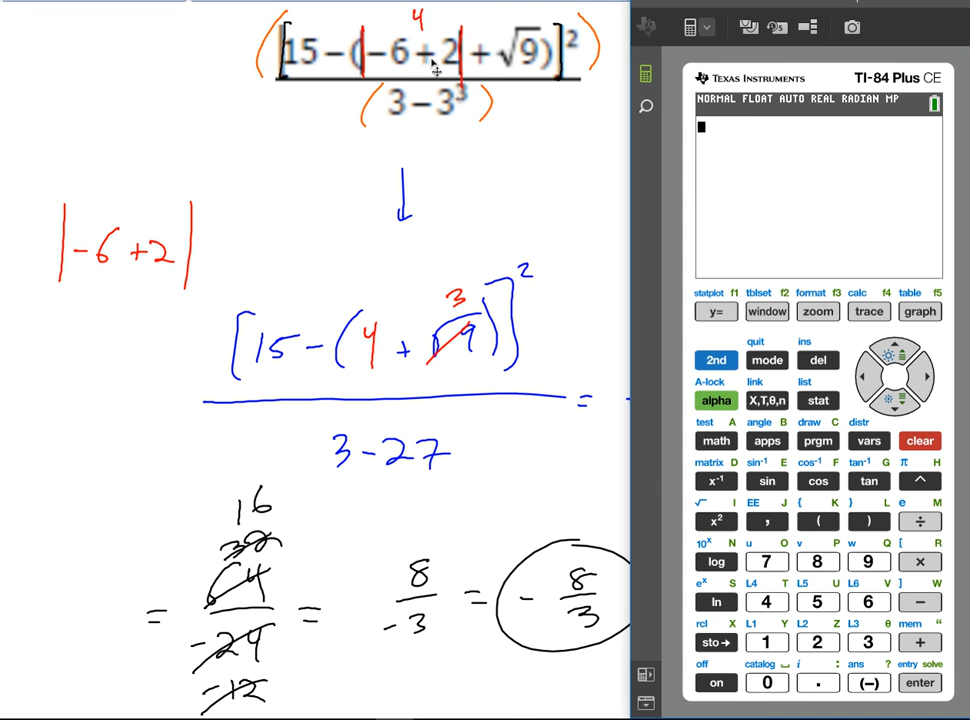 4
([15 − (|−6 + 2| + √9)]²)
(3 − 3³)
|-6 +2|
[15 - (4 + √9)]² 3
=
3 - 27
16
32
= 64 = 8 = - 8
-24 -3 3
-12
TEXAS INSTRUMENTS TI-84 Plus CE
NORMAL FLOAT AUTO REAL RADIAN MP
statplot f1 tblset f2 format f3 calc f4 table f5
y= window zoom trace graph
quit ins
2nd mode del
A-lock link list
alpha X,T,θ,n stat
test A angle B draw C distr
math apps prgm vars clear
matrix D sin⁻¹ E cos⁻¹ F tan⁻¹ G π H
x⁻¹ sin cos tan ^
√ I EE J { K } L e M
x² , ( ) ÷
10ˣ N u O v P w Q [ R
log 7 8 9 ×
eˣ S L4 T L5 U L6 V ] W
ln 4 5 6 −
rcl X L1 Y L2 Z L3 θ mem “
sto→ 1 2 3 +
off catalog ⎵ i : ans ? entry solve
on 0 . (−) enter